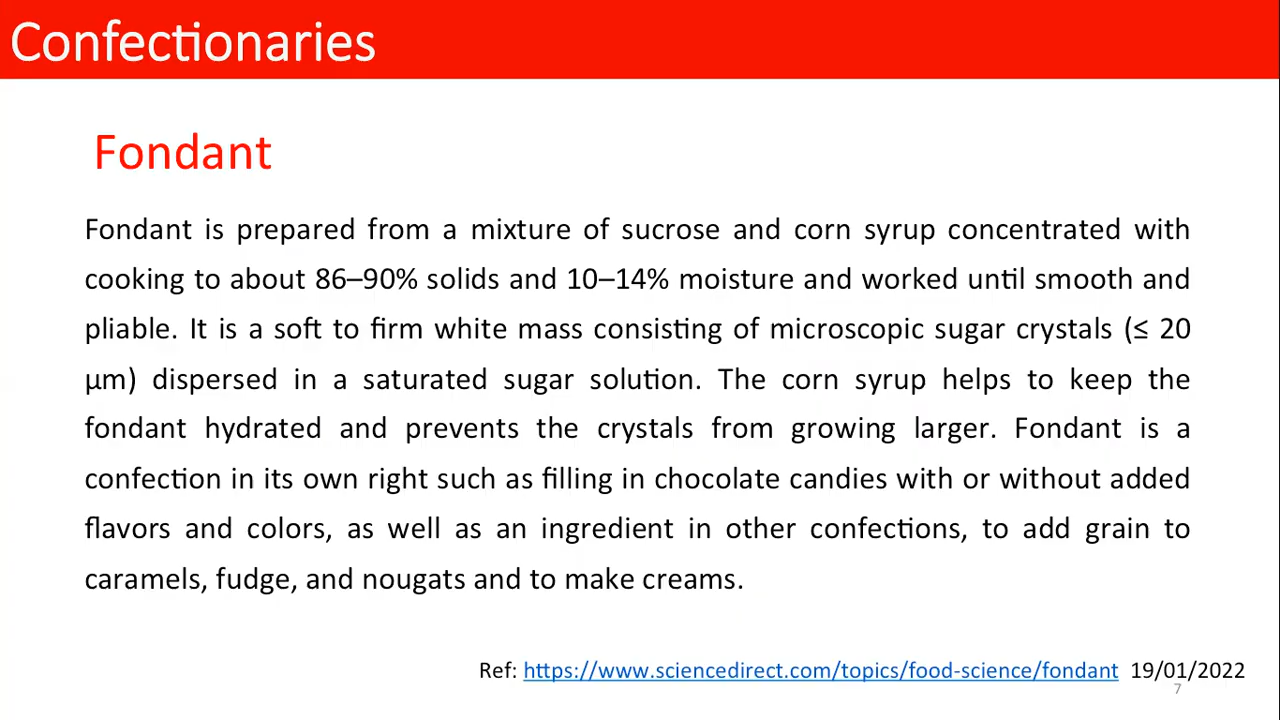 Confectionaries
Fondant
Fondant is prepared from a mixture of sucrose and corn syrup concentrated with
cooking to about 86–90% solids and 10–14% moisture and worked until smooth and
pliable. It is a soft to firm white mass consisting of microscopic sugar crystals (≤ 20
μm) dispersed in a saturated sugar solution. The corn syrup helps to keep the
fondant hydrated and prevents the crystals from growing larger. Fondant is a
confection in its own right such as filling in chocolate candies with or without added
flavors and colors, as well as an ingredient in other confections, to add grain to
caramels, fudge, and nougats and to make creams.
Ref: https://www.sciencedirect.com/topics/food-science/fondant 19/01/2022
7